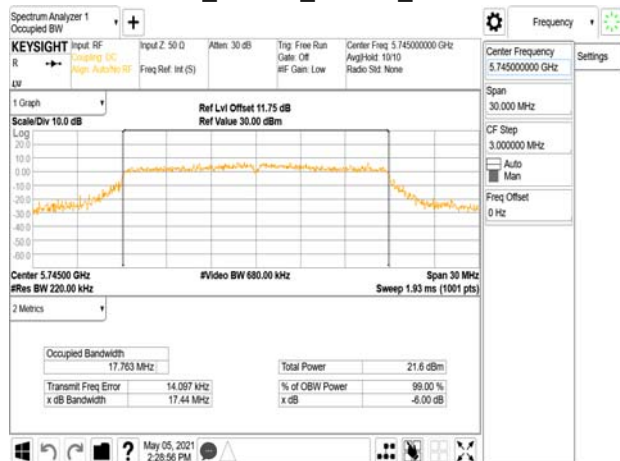 Spectrum Analyzer 1
Occupied BW
Frequency
KEYSIGHT
Input: RF
Coupling: DC
Align: Auto/No RF
Input Z: 50 Ω
Freq Ref: Int (S)
Atten: 30 dB
Trig: Free Run
Gate: Off
#IF Gain: Low
Center Freq: 5.745000000 GHz
Avg|Hold: 10/10
Radio Std: None
R
LXI
Center Frequency
5.745000000 GHz
Settings
Span
30.000 MHz
CF Step
3.000000 MHz
Auto
Man
Freq Offset
0 Hz
1 Graph
Ref Lvl Offset 11.75 dB
Scale/Div 10.0 dB
Ref Value 30.00 dBm
Log
20.0
10.0
0.00
-10.0
-20.0
-30.0
-40.0
-50.0
-60.0
Center 5.74500 GHz
#Video BW 680.00 kHz
Span 30 MHz
#Res BW 220.00 kHz
Sweep 1.93 ms (1001 pts)
2 Metrics
Occupied Bandwidth
17.763 MHz
Total Power 21.6 dBm
Transmit Freq Error 14.097 kHz
% of OBW Power 99.00 %
x dB Bandwidth 17.44 MHz
x dB -6.00 dB
?
May 05, 2021
2:28:56 PM